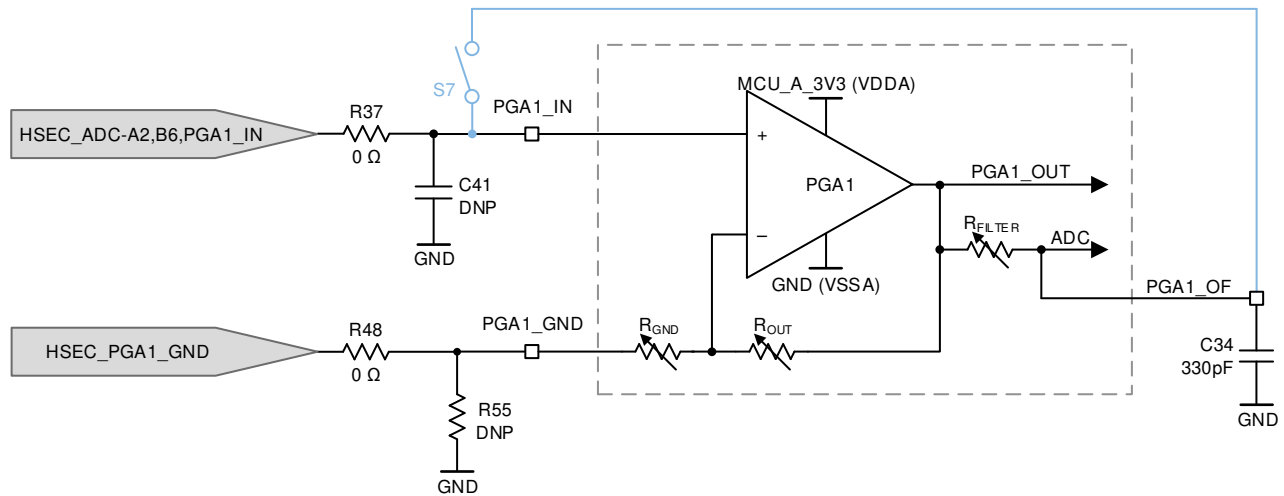 S7
MCU_A_3V3 (VDDA)
R37
PGA1_IN
HSEC_ADC-A2,B6,PGA1_IN
+
0 Ω
C41
DNP
PGA1
PGA1_OUT
RFILTER
ADC
–
GND
GND (VSSA)
PGA1_OF
R48
PGA1_GND
RGND
ROUT
HSEC_PGA1_GND
0 Ω
C34
330pF
R55
DNP
GND
GND